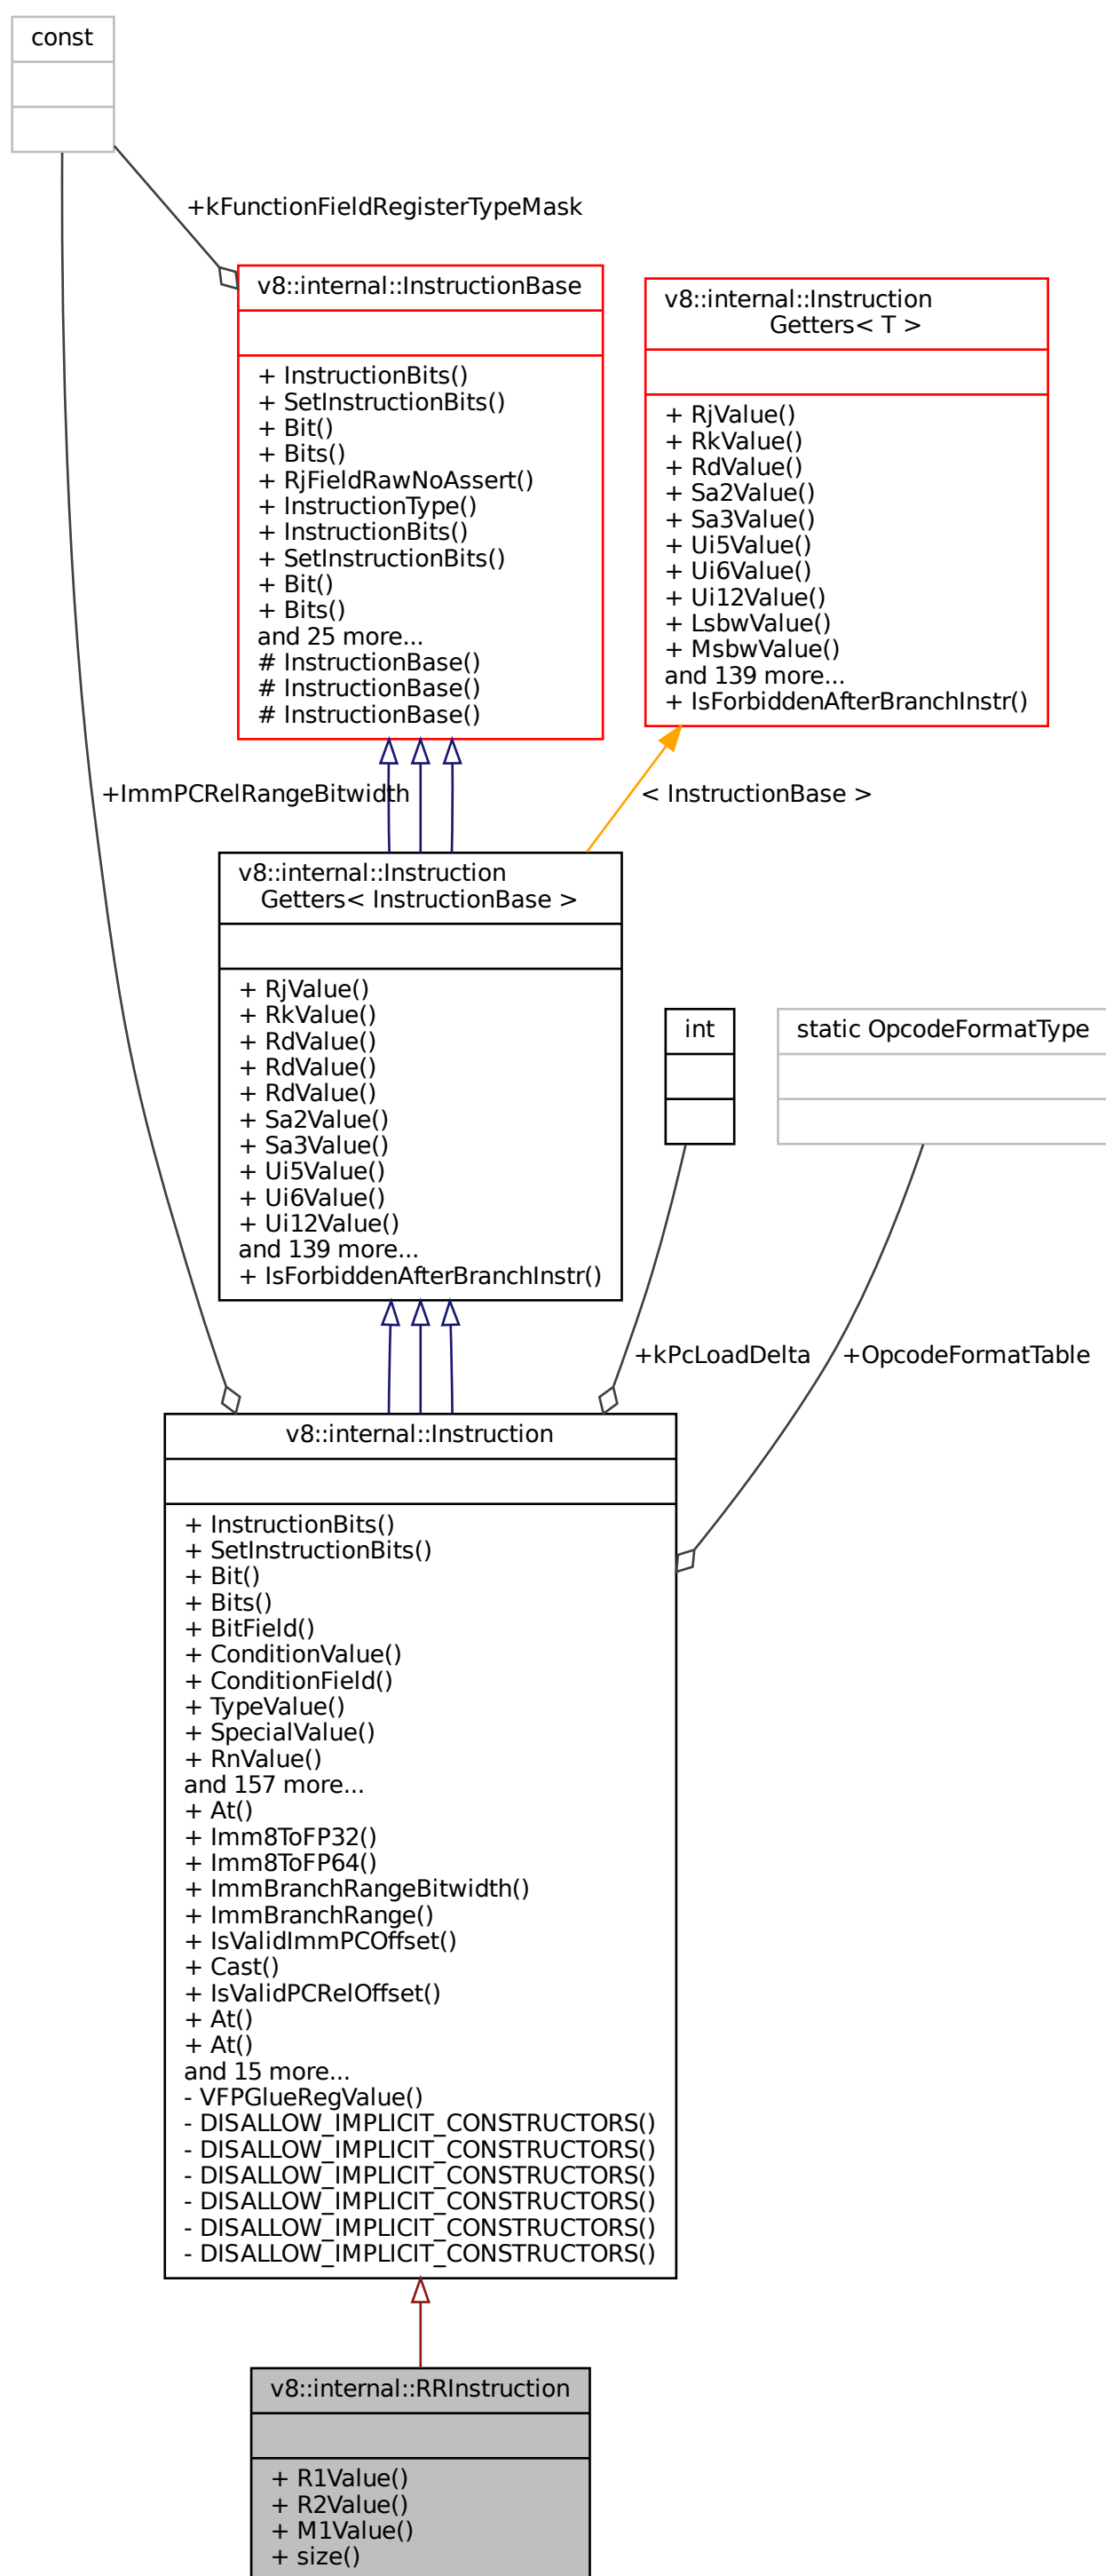 const
+kFunctionFieldRegisterTypeMask
v8::internal::InstructionBase
+ InstructionBits()
+ SetInstructionBits()
+ Bit()
+ Bits()
+ RjFieldRawNoAssert()
+ InstructionType()
+ InstructionBits()
+ SetInstructionBits()
+ Bit()
+ Bits()
and 25 more...
# InstructionBase()
# InstructionBase()
# InstructionBase()
v8::internal::Instruction
Getters< T >
+ RjValue()
+ RkValue()
+ RdValue()
+ Sa2Value()
+ Sa3Value()
+ Ui5Value()
+ Ui6Value()
+ Ui12Value()
+ LsbwValue()
+ MsbwValue()
and 139 more...
+ IsForbiddenAfterBranchInstr()
+ImmPCRelRangeBitwidth
< InstructionBase >
v8::internal::Instruction
Getters< InstructionBase >
+ RjValue()
+ RkValue()
+ RdValue()
+ RdValue()
+ RdValue()
+ Sa2Value()
+ Sa3Value()
+ Ui5Value()
+ Ui6Value()
+ Ui12Value()
and 139 more...
+ IsForbiddenAfterBranchInstr()
int
static OpcodeFormatType
+kPcLoadDelta
+OpcodeFormatTable
v8::internal::Instruction
+ InstructionBits()
+ SetInstructionBits()
+ Bit()
+ Bits()
+ BitField()
+ ConditionValue()
+ ConditionField()
+ TypeValue()
+ SpecialValue()
+ RnValue()
and 157 more...
+ At()
+ Imm8ToFP32()
+ Imm8ToFP64()
+ ImmBranchRangeBitwidth()
+ ImmBranchRange()
+ IsValidImmPCOffset()
+ Cast()
+ IsValidPCRelOffset()
+ At()
+ At()
and 15 more...
- VFPGlueRegValue()
- DISALLOW_IMPLICIT_CONSTRUCTORS()
- DISALLOW_IMPLICIT_CONSTRUCTORS()
- DISALLOW_IMPLICIT_CONSTRUCTORS()
- DISALLOW_IMPLICIT_CONSTRUCTORS()
- DISALLOW_IMPLICIT_CONSTRUCTORS()
- DISALLOW_IMPLICIT_CONSTRUCTORS()
v8::internal::RRInstruction
+ R1Value()
+ R2Value()
+ M1Value()
+ size()